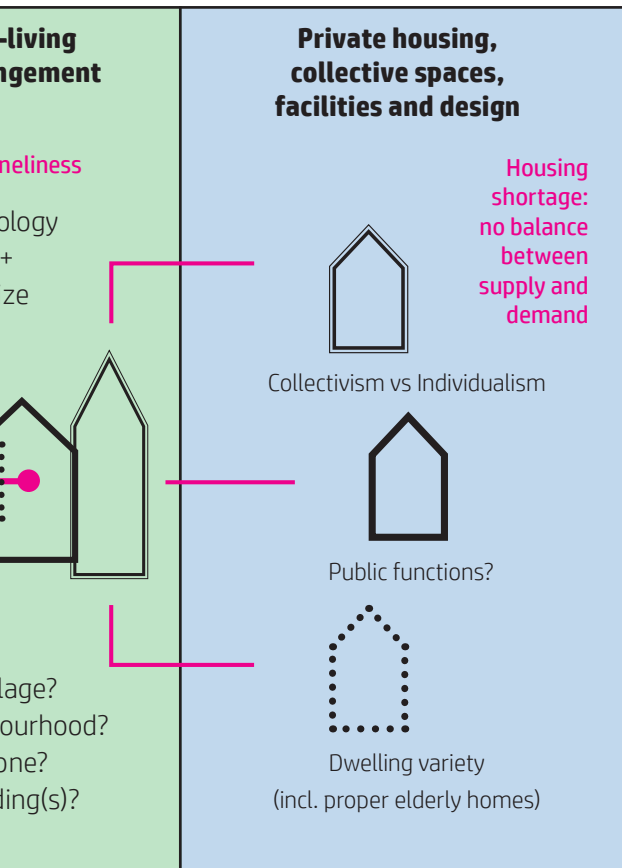 -living
ngement
neliness
ology
+
ize
lage?
ourhood?
one?
ding(s)?
Private housing,
collective spaces,
facilities and design
Housing
shortage:
no balance
between
supply and
demand
Collectivism vs Individualism
Public functions?
Dwelling variety
(incl. proper elderly homes)